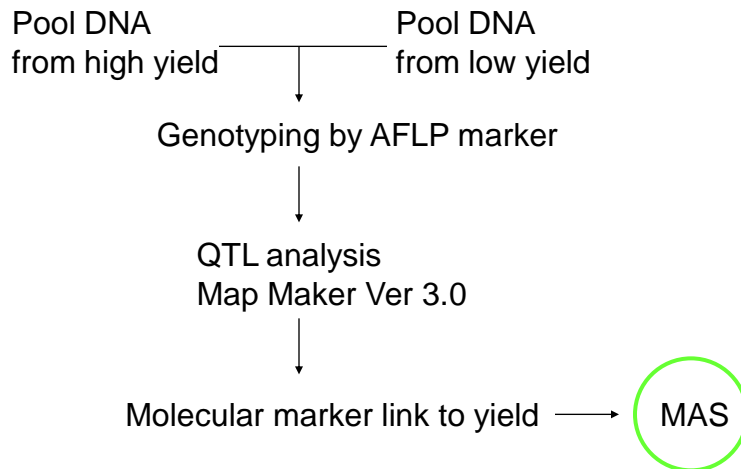 Pool DNA
from high yield
Pool DNA
from low yield
Genotyping by AFLP marker
QTL analysis
Map Maker Ver 3.0
Molecular marker link to yield
MAS